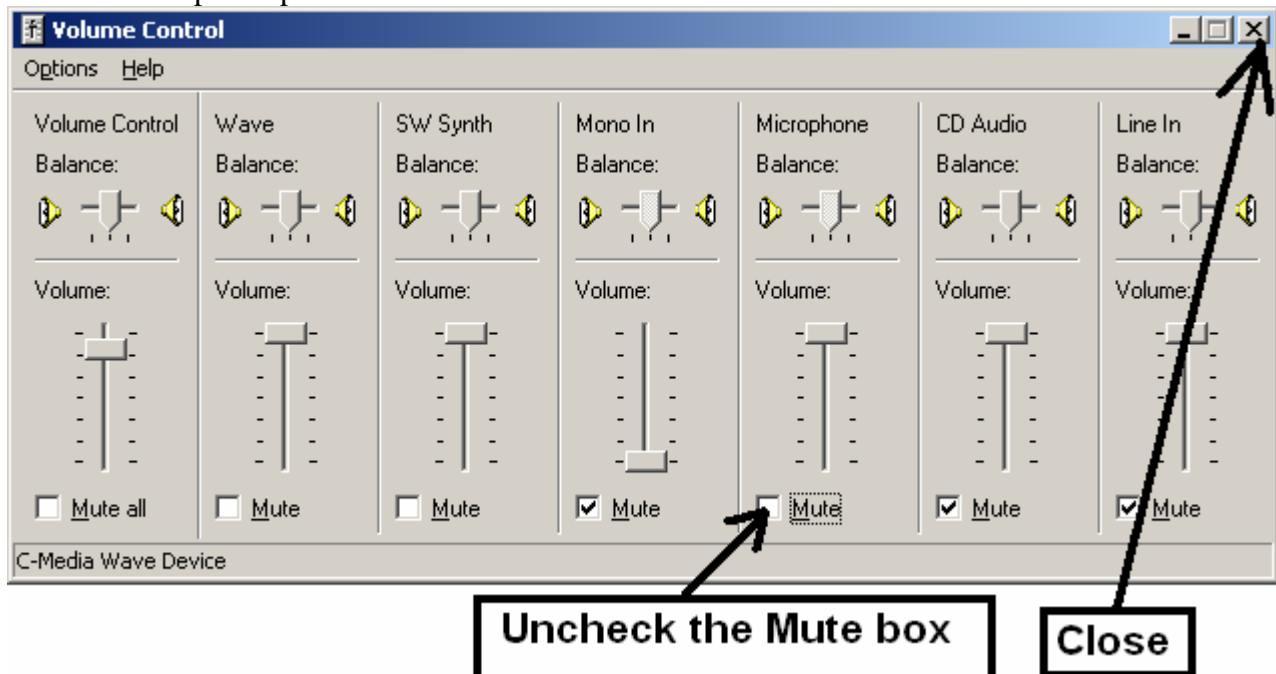 Volume Control
Options Help
Volume Control Wave SW Synth Mono In Microphone CD Audio Line In
Balance: Balance: Balance: Balance: Balance: Balance: Balance:
Volume: Volume: Volume: Volume: Volume: Volume: Volume:
Mute all Mute Mute Mute Mute Mute Mute
C-Media Wave Device
Uncheck the Mute box
Close